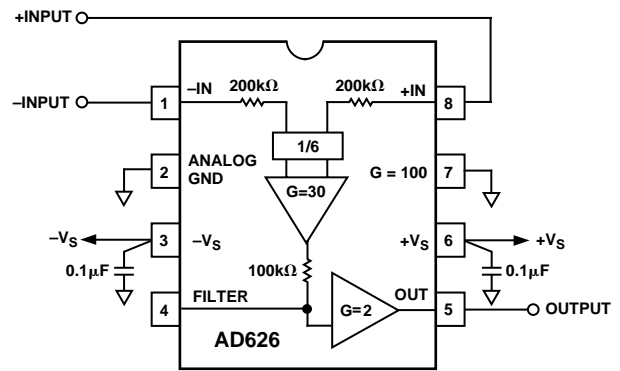 +INPUT
–INPUT
1
–IN
200kΩ
200kΩ
+IN
8
1/6
2
ANALOG
GND
G=30
G = 100
7
–VS
3
–VS
+VS
6
+VS
0.1μF
100kΩ
0.1μF
4
FILTER
G=2
OUT
5
OUTPUT
AD626